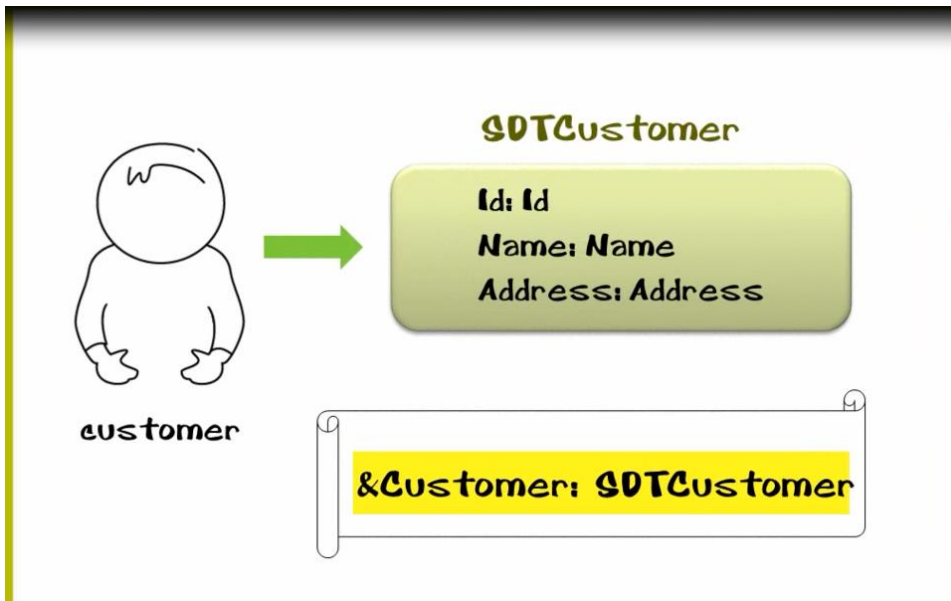 SDTCustomer
Id: Id
Name: Name
Address: Address
customer
&Customer: SDTCustomer